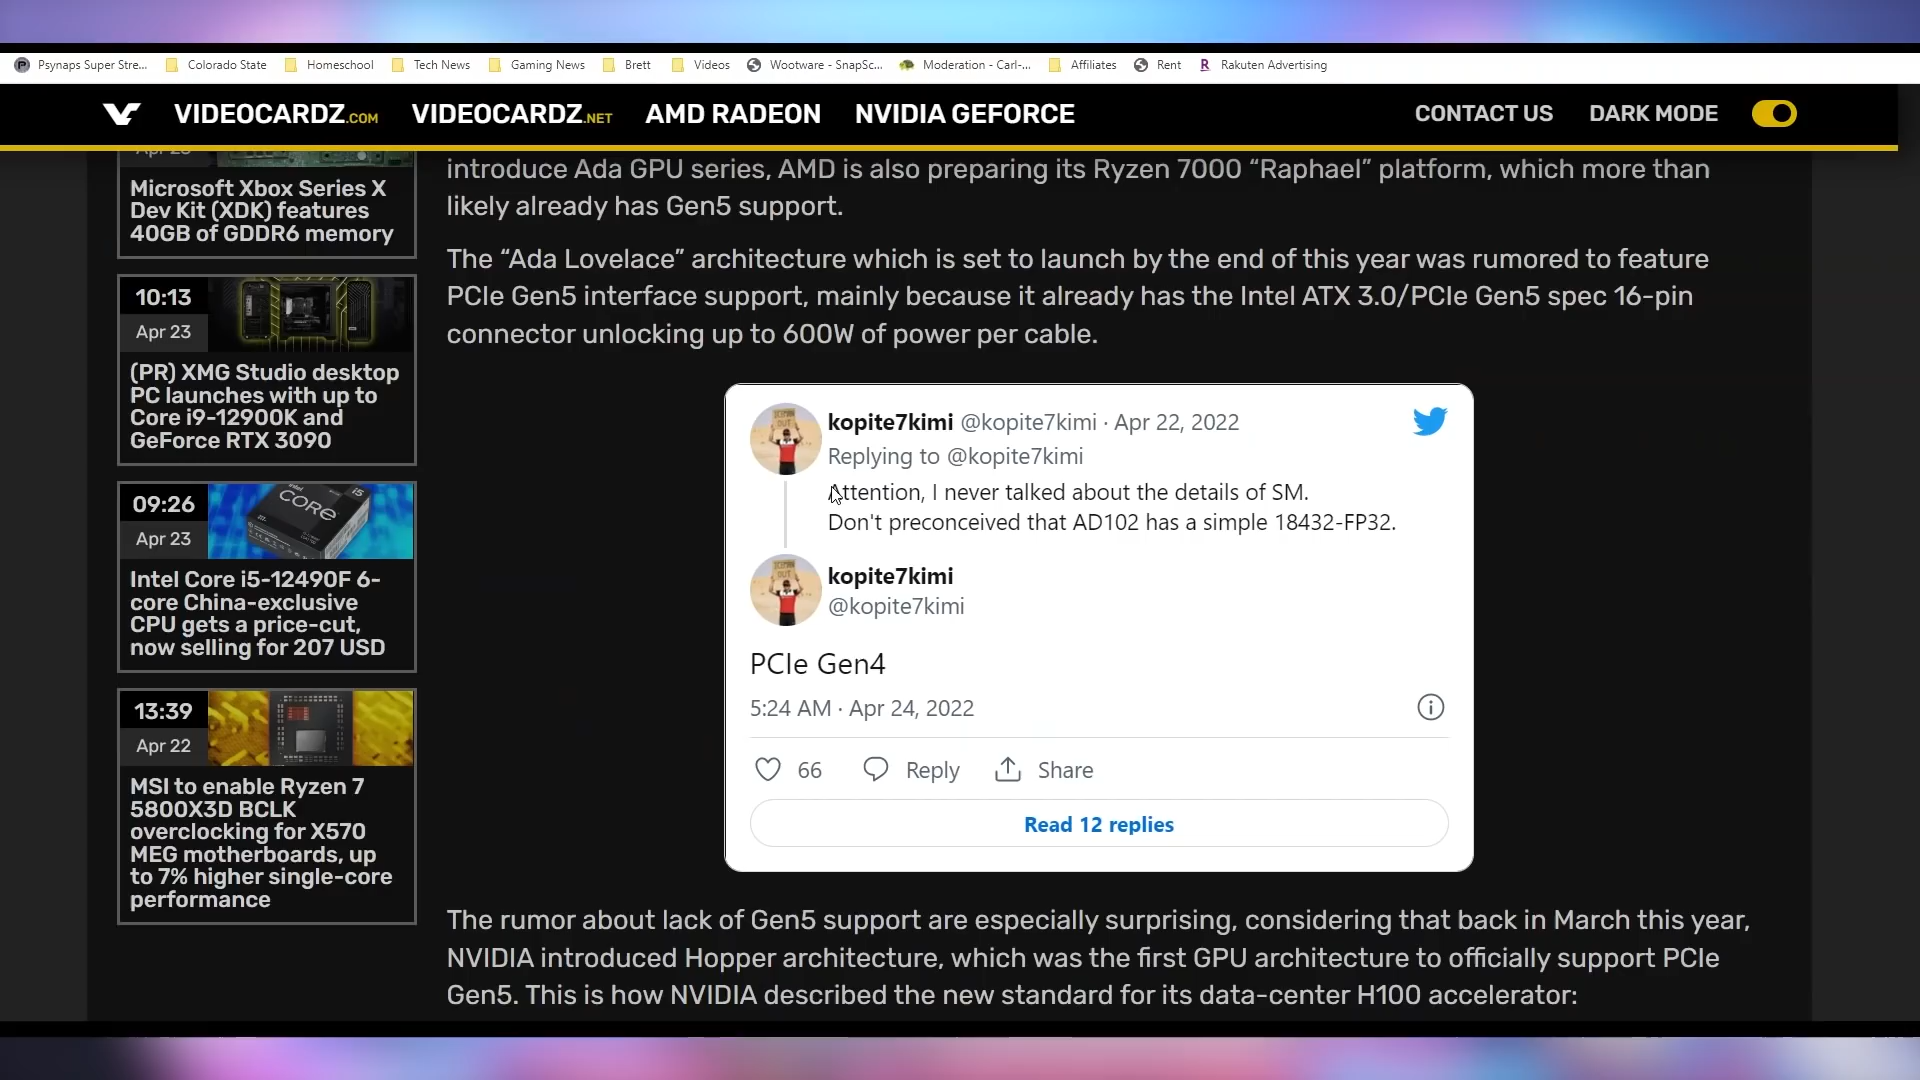 Psynaps Super Stre...
Colorado State
Homeschool
Tech News
Gaming News
Brett
Videos
Wootware - SnapSc...
Moderation - Carl-...
Affiliates
Rent
Rakuten Advertising
VIDEOCARDZ.COM
VIDEOCARDZ.NET
AMD RADEON
NVIDIA GEFORCE
CONTACT US
DARK MODE
Microsoft Xbox Series X
Dev Kit (XDK) features
40GB of GDDR6 memory
10:13
Apr 23
(PR) XMG Studio desktop
PC launches with up to
Core i9-12900K and
GeForce RTX 3090
09:26
Apr 23
intel
CORE
i5
Intel Core i5-12490F 6-
core China-exclusive
CPU gets a price-cut,
now selling for 207 USD
13:39
Apr 22
MSI to enable Ryzen 7
5800X3D BCLK
overclocking for X570
MEG motherboards, up
to 7% higher single-core
performance
introduce Ada GPU series, AMD is also preparing its Ryzen 7000 “Raphael” platform, which more than
likely already has Gen5 support.
The “Ada Lovelace” architecture which is set to launch by the end of this year was rumored to feature
PCIe Gen5 interface support, mainly because it already has the Intel ATX 3.0/PCIe Gen5 spec 16-pin
connector unlocking up to 600W of power per cable.
kopite7kimi @kopite7kimi · Apr 22, 2022
Replying to @kopite7kimi
Attention, I never talked about the details of SM.
Don't preconceived that AD102 has a simple 18432-FP32.
kopite7kimi
@kopite7kimi
PCIe Gen4
5:24 AM · Apr 24, 2022
66
Reply
Share
Read 12 replies
The rumor about lack of Gen5 support are especially surprising, considering that back in March this year,
NVIDIA introduced Hopper architecture, which was the first GPU architecture to officially support PCIe
Gen5. This is how NVIDIA described the new standard for its data-center H100 accelerator: